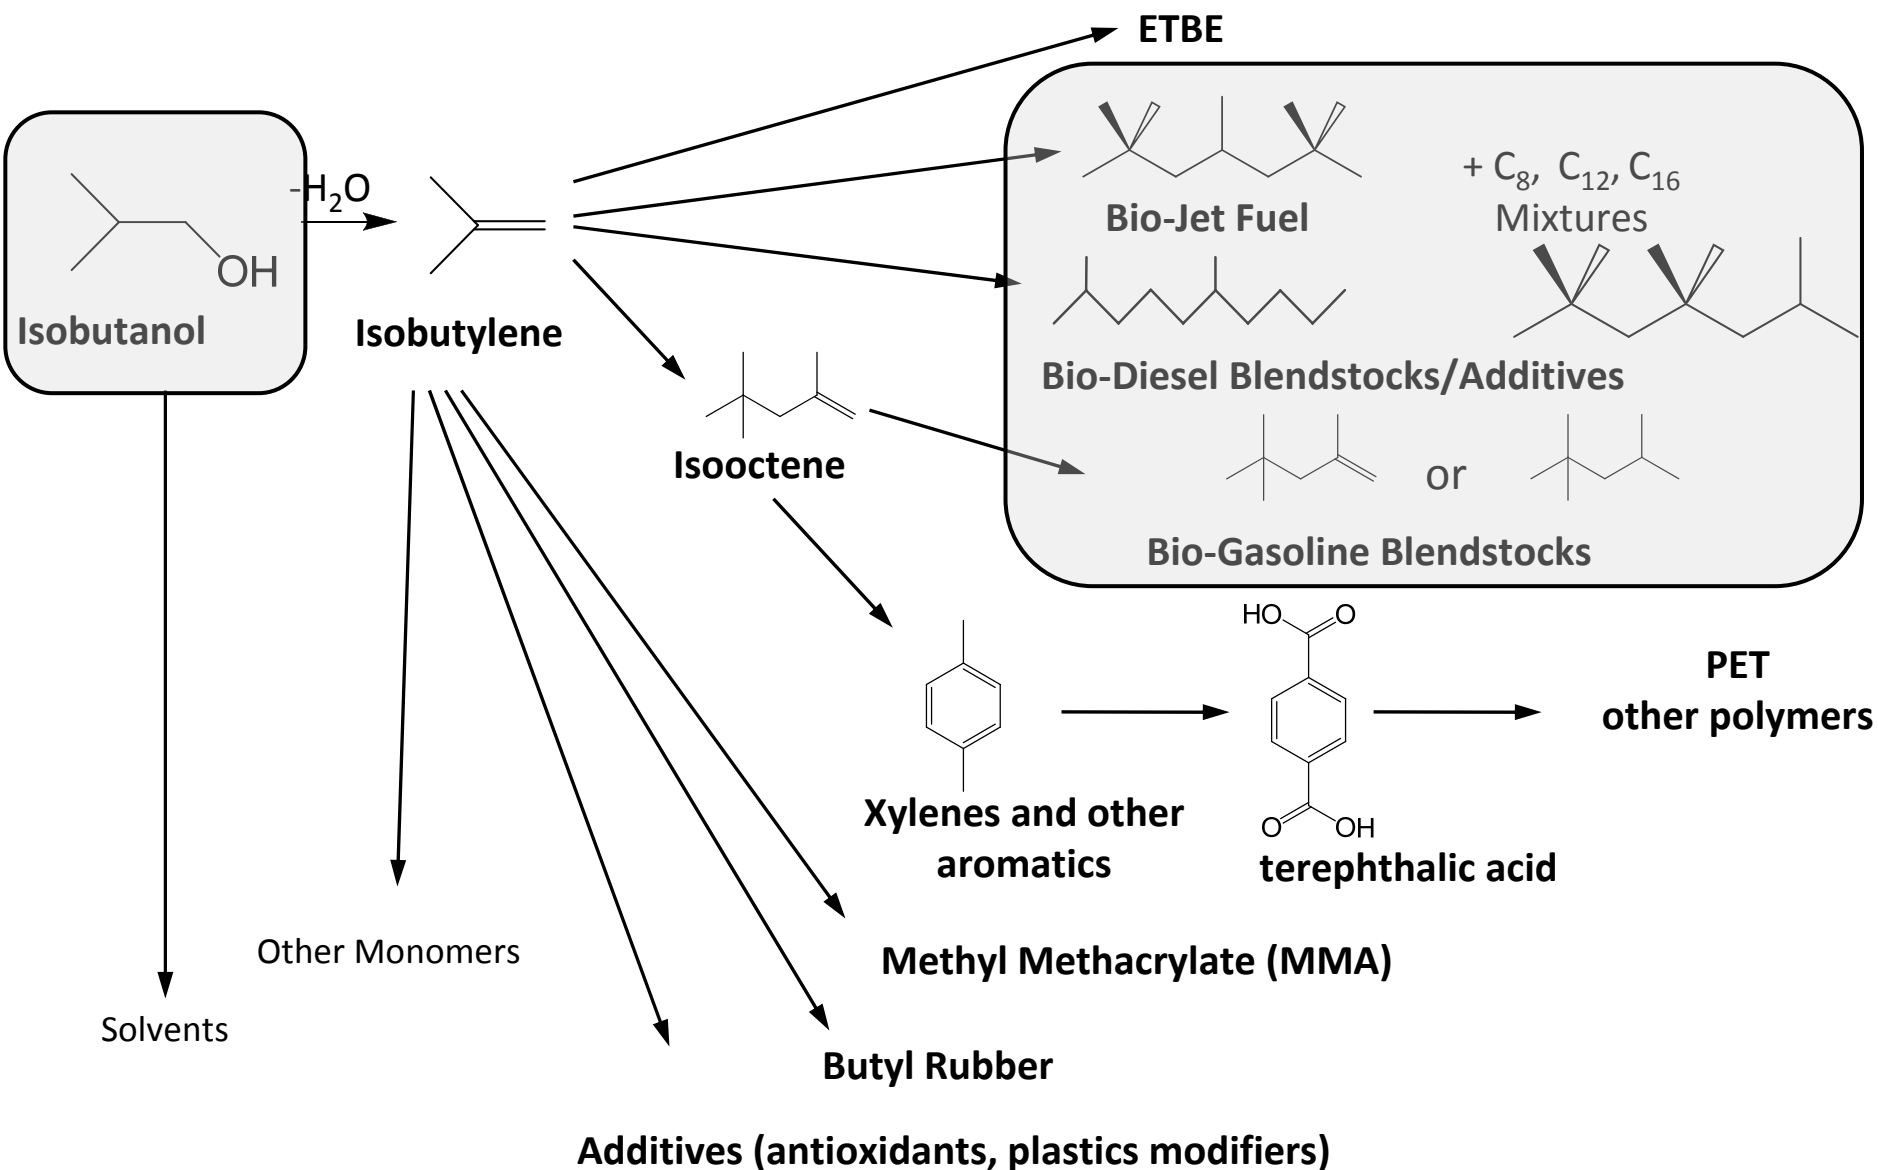 ETBE
-H2O
OH
Isobutanol
Isobutylene
+ C8, C12, C16
Mixtures
Bio-Jet Fuel
Bio-Diesel Blendstocks/Additives
Isooctene
or
Bio-Gasoline Blendstocks
HO
O
O
OH
PET
other polymers
Xylenes and other
aromatics
terephthalic acid
Other Monomers
Methyl Methacrylate (MMA)
Solvents
Butyl Rubber
Additives (antioxidants, plastics modifiers)